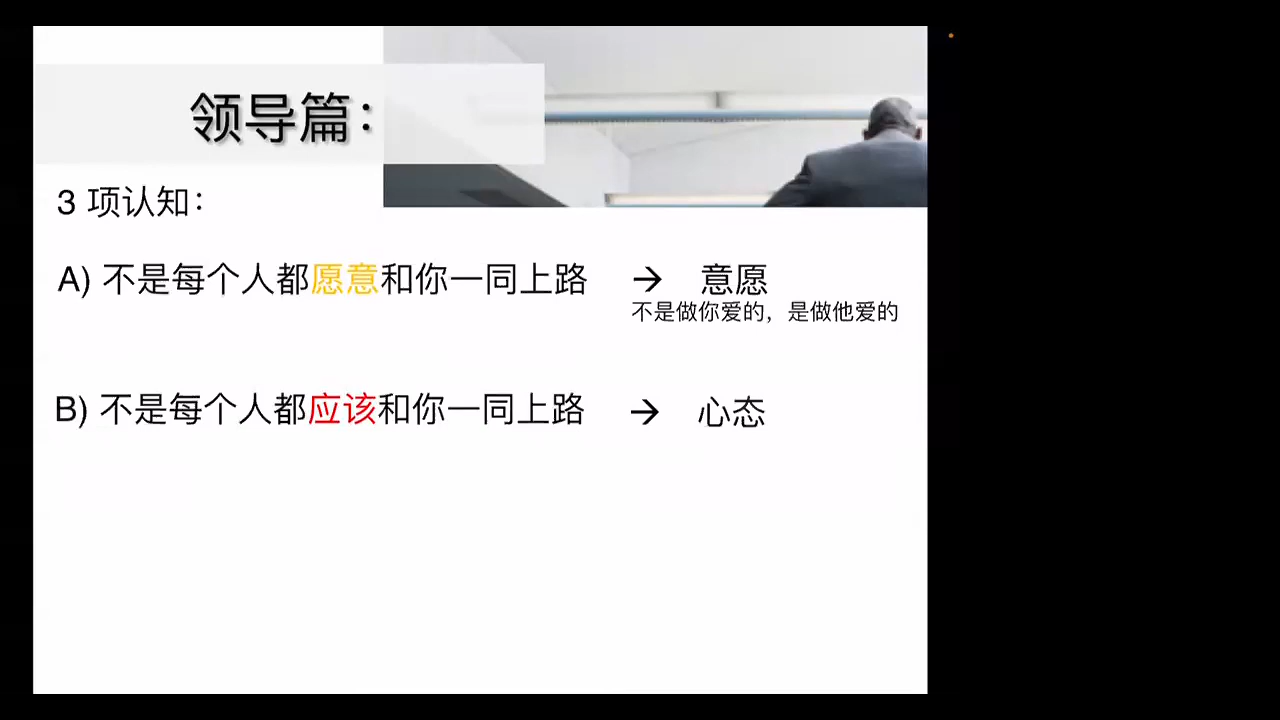 领导篇：
3 项认知：
A) 不是每个人都愿意和你一同上路 → 意愿
不是做你爱的，是做他爱的
B) 不是每个人都应该和你一同上路 → 心态